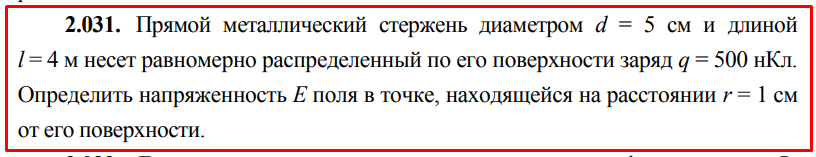 2.031. Прямой металлический стержень диаметром d = 5 см и длиной
l = 4 м несет равномерно распределенный по его поверхности заряд q = 500 нКл.
Определить напряженность E поля в точке, находящейся на расстоянии r = 1 см
от его поверхности.